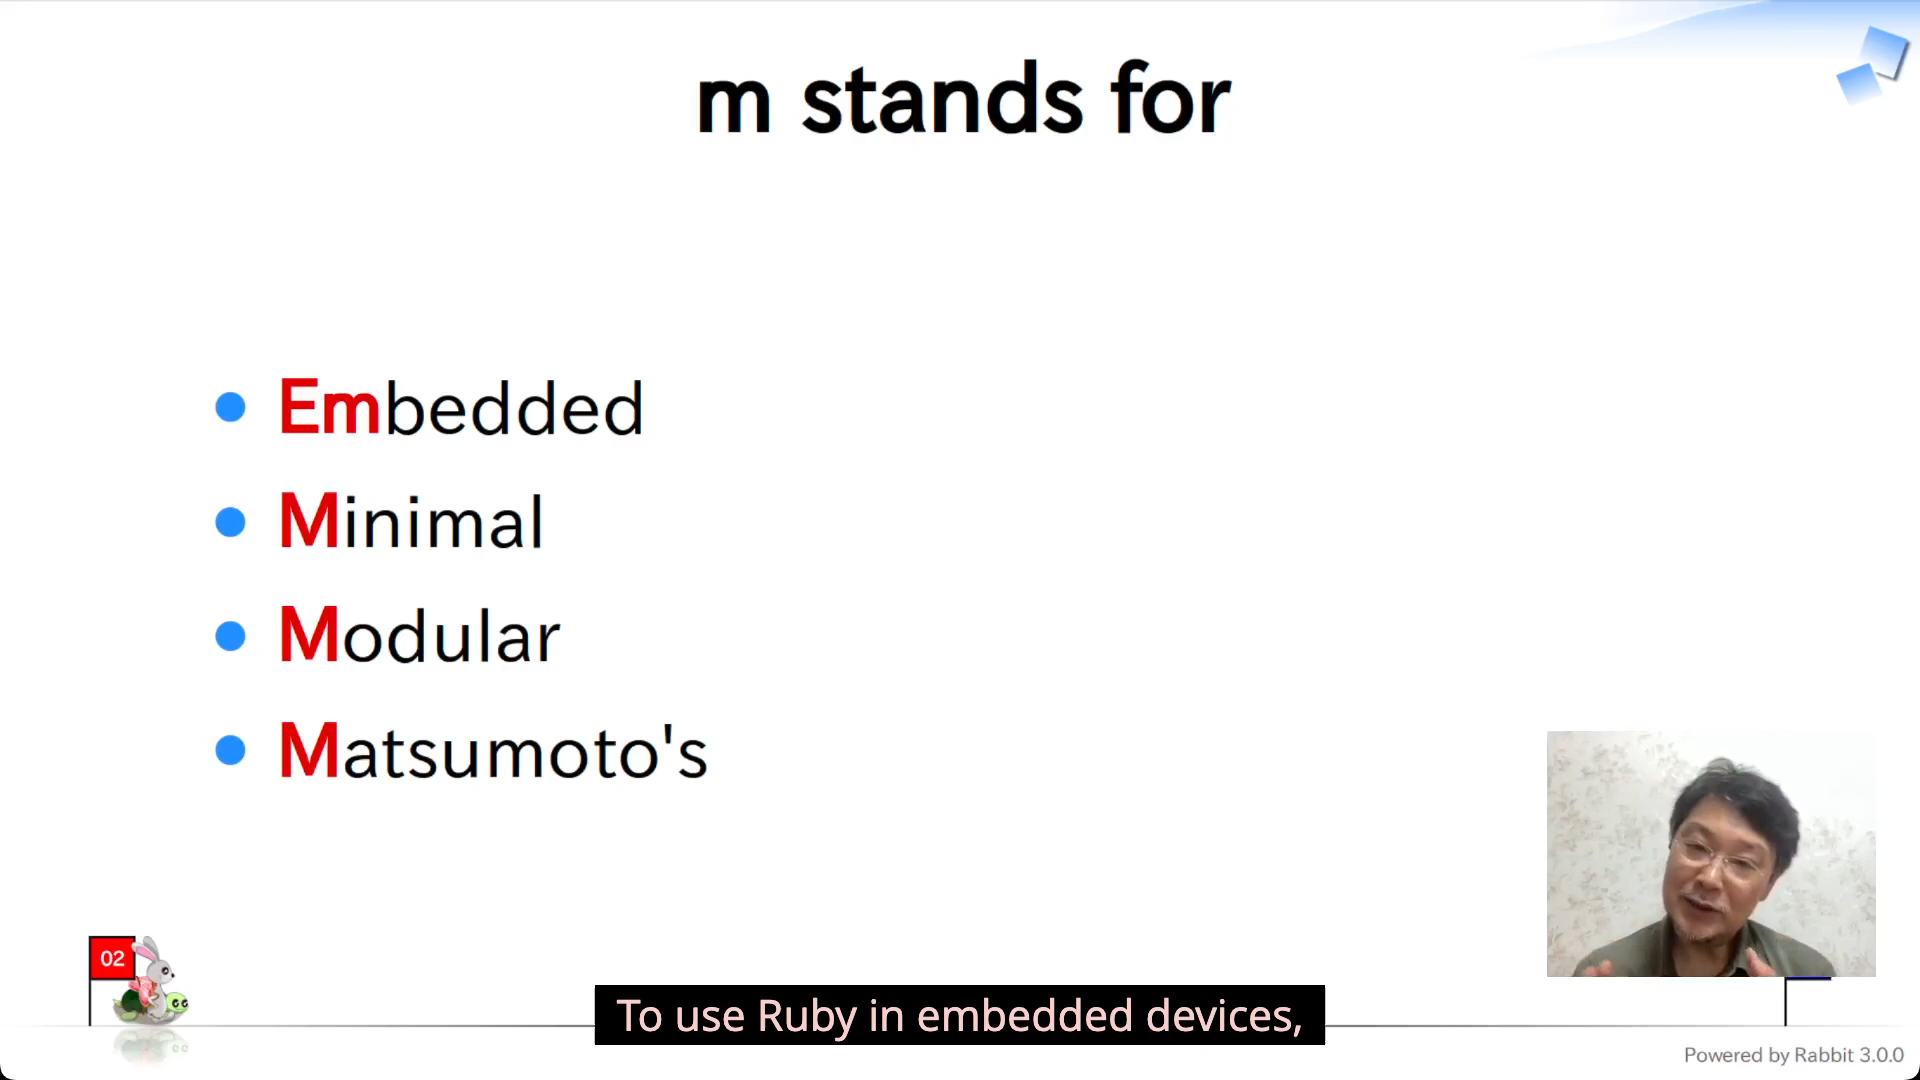 m stands for
Embedded
Minimal
Modular
Matsumoto's
02
To use Ruby in embedded devices,
Powered by Rabbit 3.0.0